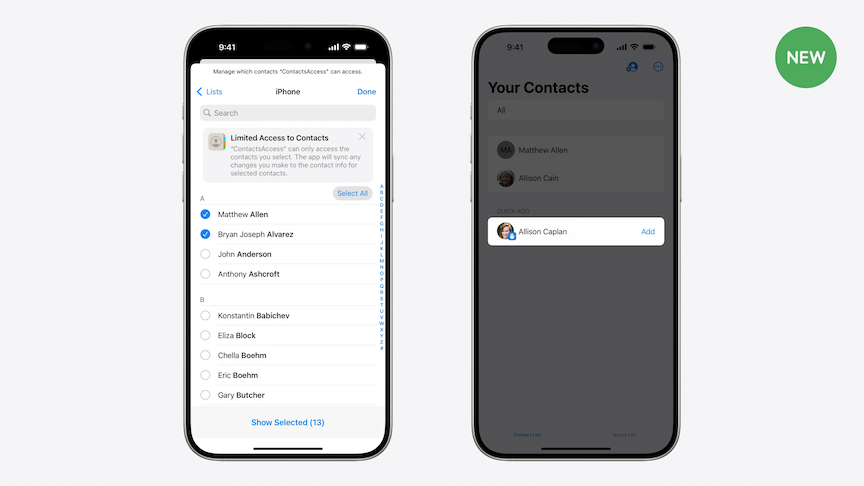 9:41
Manage which contacts "ContactsAccess" can access.
Lists
iPhone
Done
Search
Limited Access to Contacts
"ContactsAccess" can only access the
contacts you select. The app will sync any
changes you make to the contact info for
selected contacts.
Select All
A
Matthew Allen
Bryan Joseph Alvarez
John Anderson
Anthony Ashcroft
B
Konstantin Babichev
Eliza Block
Chella Boehm
Eric Boehm
Gary Butcher
A
B
C
D
E
F
G
H
I
J
K
L
M
N
O
P
Q
R
S
T
U
V
W
X
Y
Z
#
Show Selected (13)
9:41
Your Contacts
All
MA
Matthew Allen
Allison Cain
QUICK-ADD
Allison Caplan
Add
Contact List
NEW